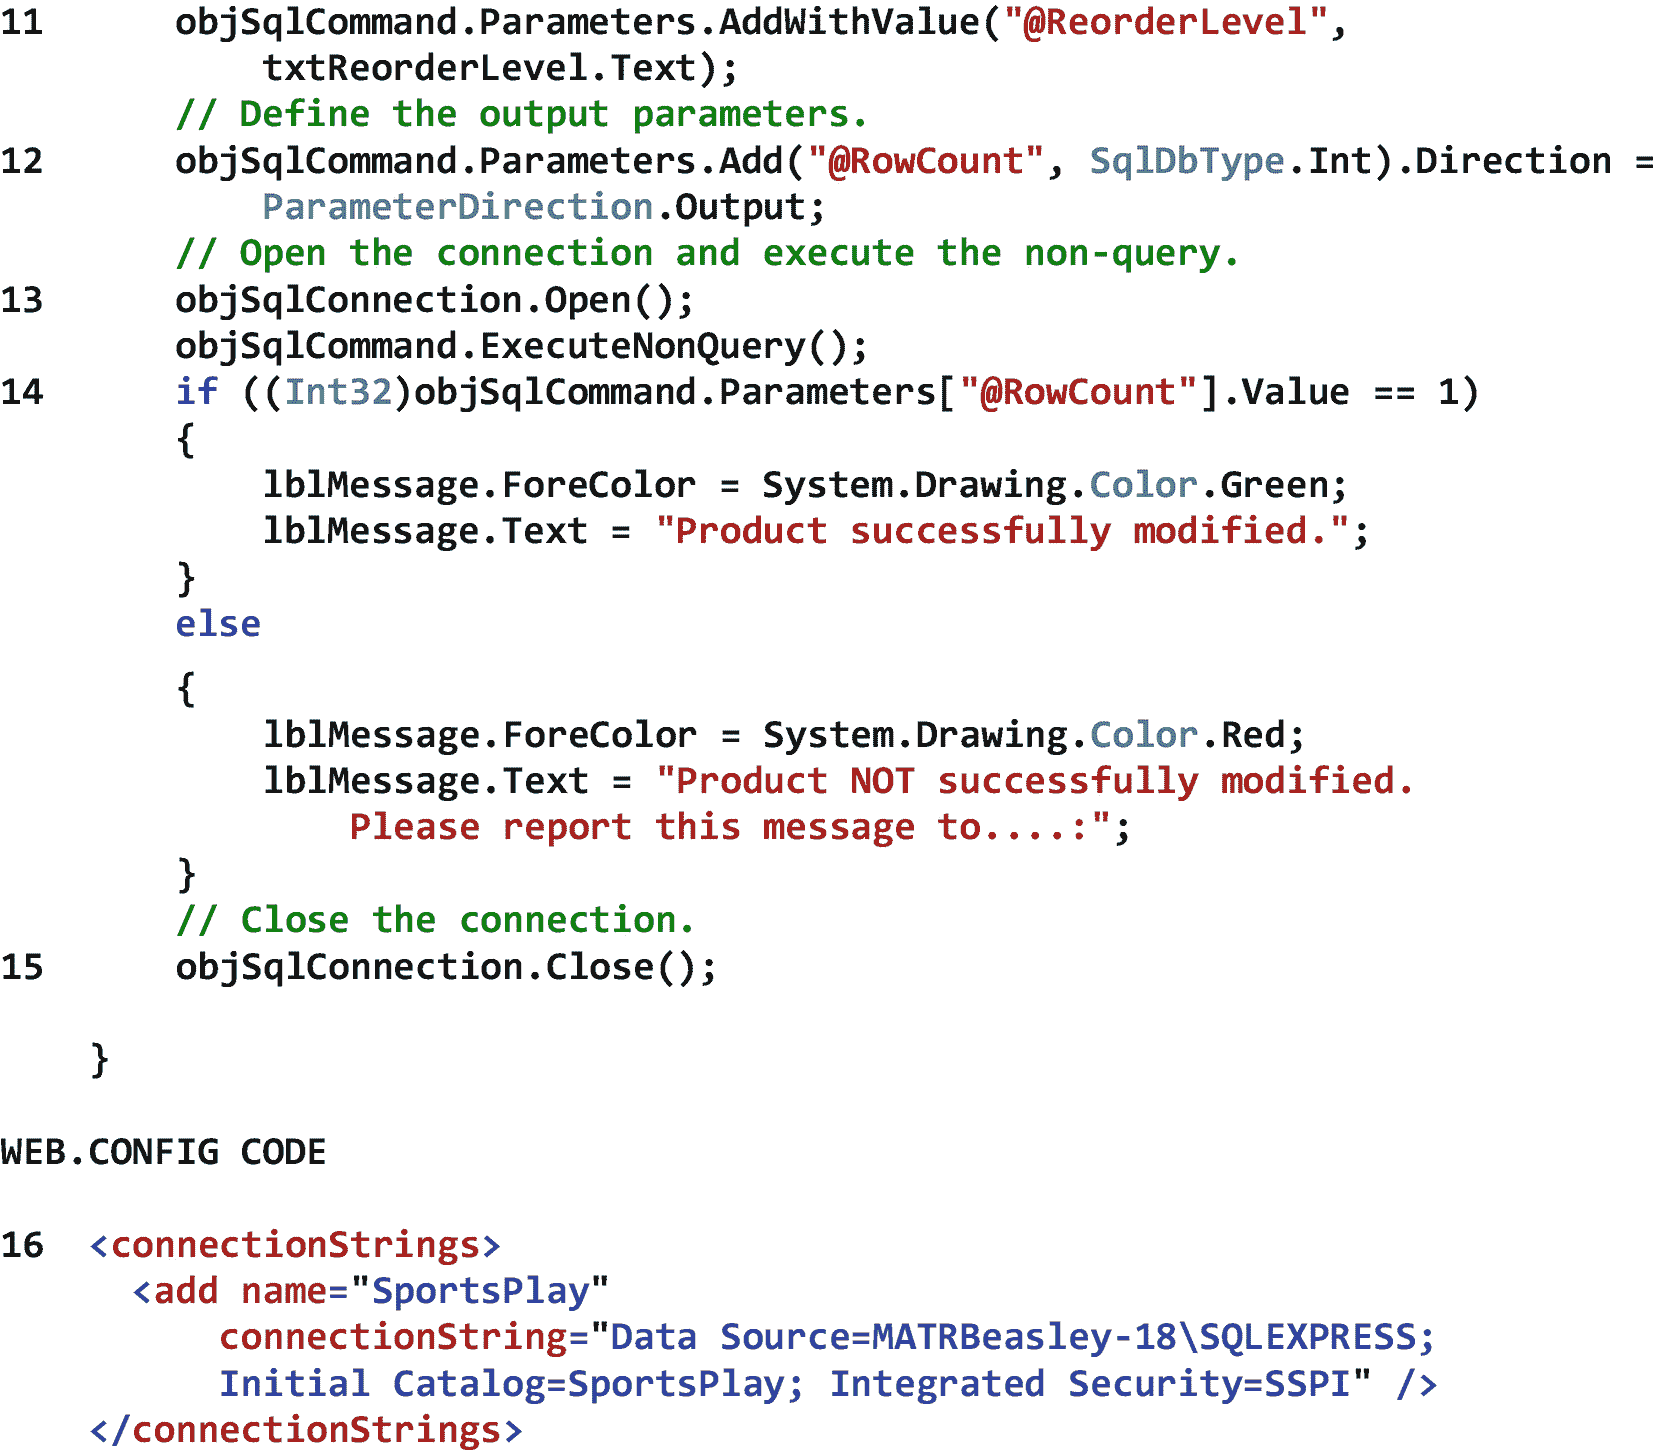 11 objSqlCommand.Parameters.AddWithValue("@ReorderLevel",
txtReorderLevel.Text);
// Define the output parameters.
12 objSqlCommand.Parameters.Add("@RowCount", SqlDbType.Int).Direction =
ParameterDirection.Output;
// Open the connection and execute the non-query.
13 objSqlConnection.Open();
objSqlCommand.ExecuteNonQuery();
14 if ((Int32)objSqlCommand.Parameters["@RowCount"].Value == 1)
{
lblMessage.ForeColor = System.Drawing.Color.Green;
lblMessage.Text = "Product successfully modified.";
}
else
{
lblMessage.ForeColor = System.Drawing.Color.Red;
lblMessage.Text = "Product NOT successfully modified.
Please report this message to....:";
}
// Close the connection.
15 objSqlConnection.Close();
}
WEB.CONFIG CODE
16 <connectionStrings>
<add name="SportsPlay"
connectionString="Data Source=MATRBeasley-18\SQLEXPRESS;
Initial Catalog=SportsPlay; Integrated Security=SSPI" />
</connectionStrings>